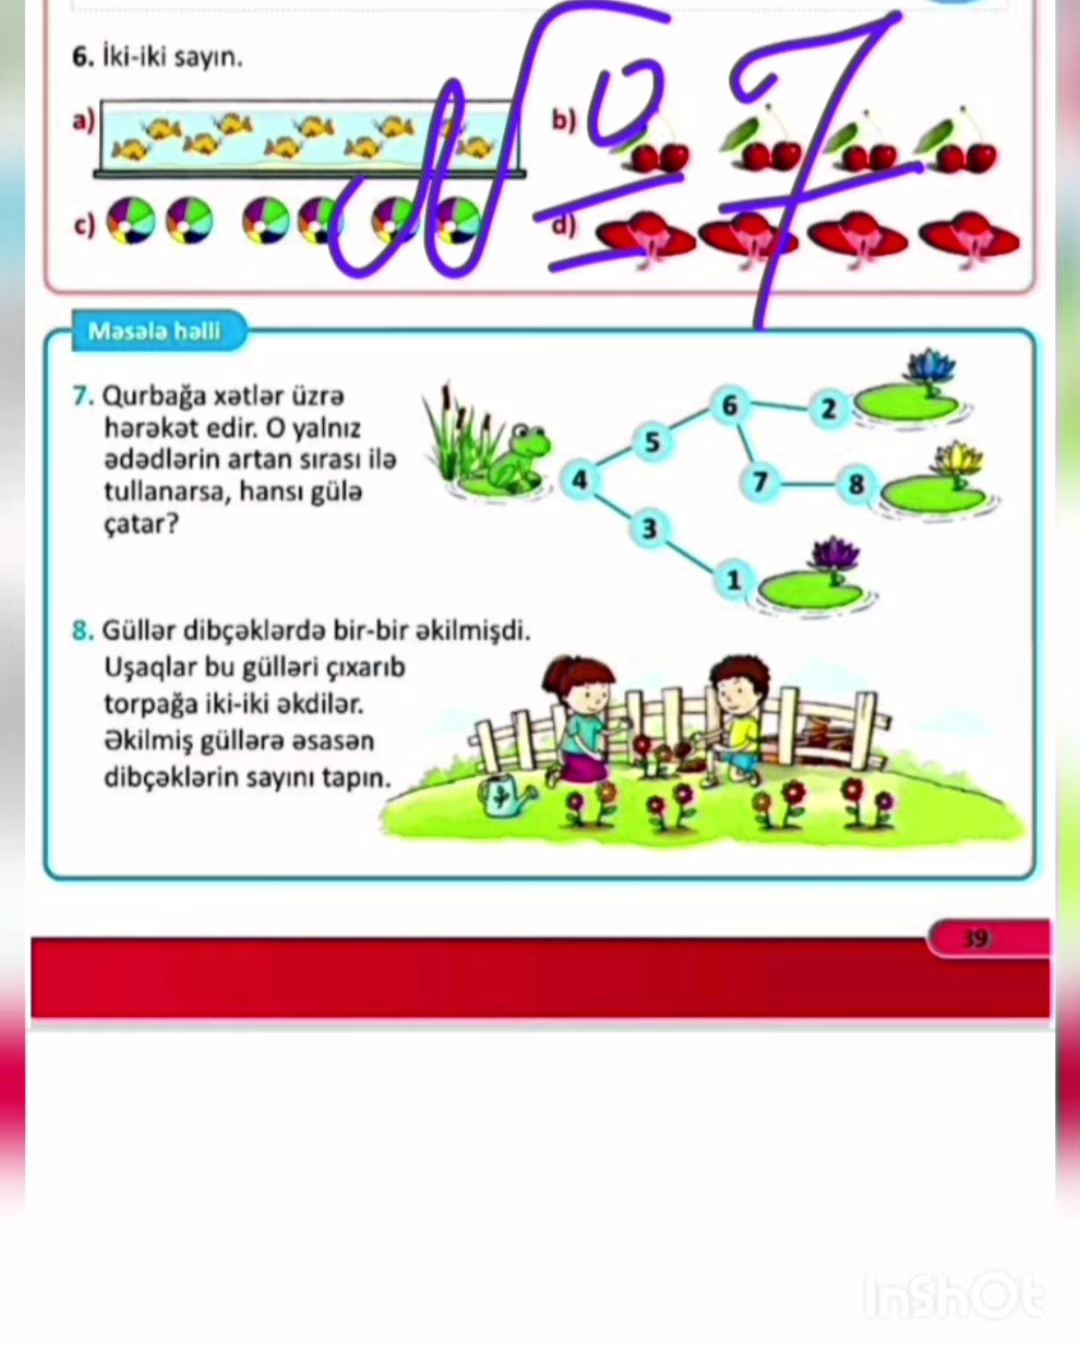 6. İki-iki sayın.
a)
b)
№ 7
c)
d)
Məsələ həlli
7. Qurbağa xətlər üzrə
hərəkət edir. O yalnız
ədədlərin artan sırası ilə
tullanarsa, hansı gülə
çatar?
4
5
6
2
7
8
3
1
8. Güllər dibçəklərdə bir-bir əkilmişdi.
Uşaqlar bu gülləri çıxarıb
torpağa iki-iki əkdilər.
Əkilmiş güllərə əsasən
dibçəklərin sayını tapın.
39
InShOt